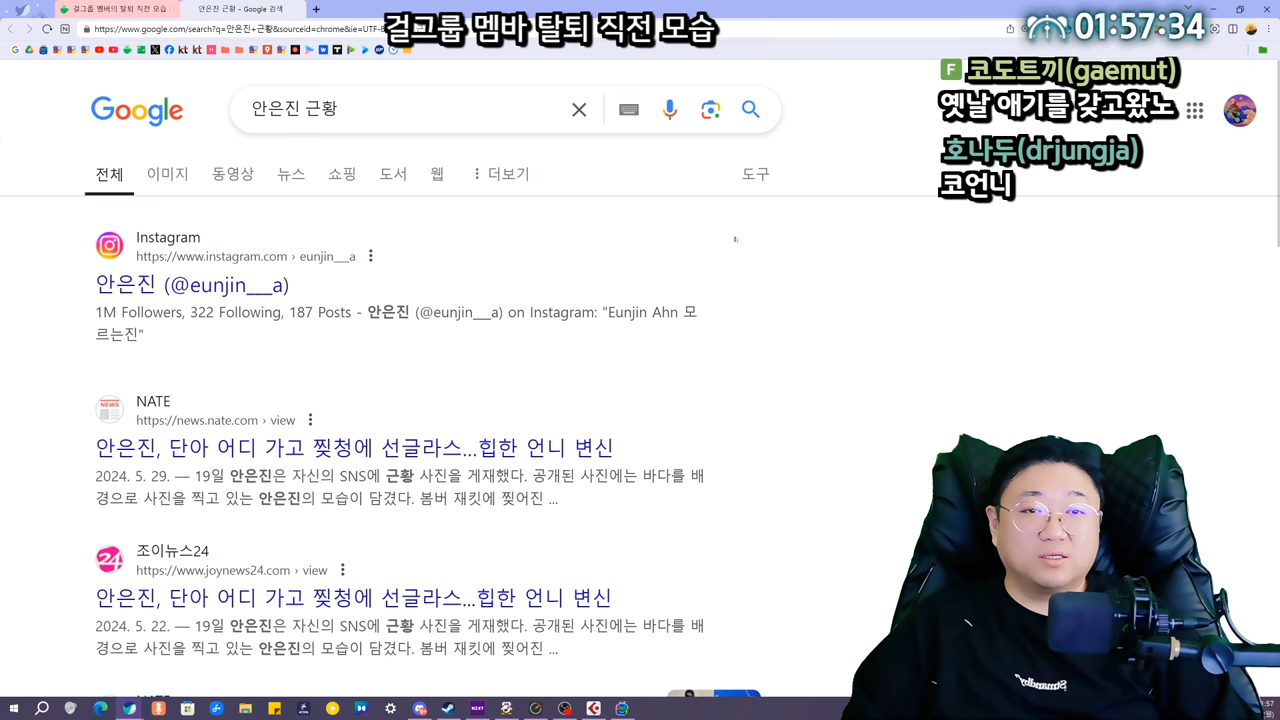 걸그룹 멤버의 탈퇴 직전 모습
안은진 근황 - Google 검색
https://www.google.com/search?q=안은진+근황&sourceid=chrome&ie=UTF-8
걸그룹 멤바 탈퇴 직전 모습
01:57:34
코도트끼(gaemut)
옛날 얘기를 갖고왔노
호나두(drjungja)
코언니
Google
안은진 근황
전체 이미지 동영상 뉴스 쇼핑 도서 웹 더보기 도구
Instagram
https://www.instagram.com › eunjin___a
안은진 (@eunjin___a)
1M Followers, 322 Following, 187 Posts - 안은진 (@eunjin___a) on Instagram: "Eunjin Ahn 모
르는진"
NATE
https://news.nate.com › view
안은진, 단아 어디 가고 찢청에 선글라스...힙한 언니 변신
2024. 5. 29. — 19일 안은진은 자신의 SNS에 근황 사진을 게재했다. 공개된 사진에는 바다를 배
경으로 사진을 찍고 있는 안은진의 모습이 담겼다. 봄버 재킷에 찢어진 ...
조이뉴스24
https://www.joynews24.com › view
안은진, 단아 어디 가고 찢청에 선글라스...힙한 언니 변신
2024. 5. 22. — 19일 안은진은 자신의 SNS에 근황 사진을 게재했다. 공개된 사진에는 바다를 배
경으로 사진을 찍고 있는 안은진의 모습이 담겼다. 봄버 재킷에 찢어진 ...